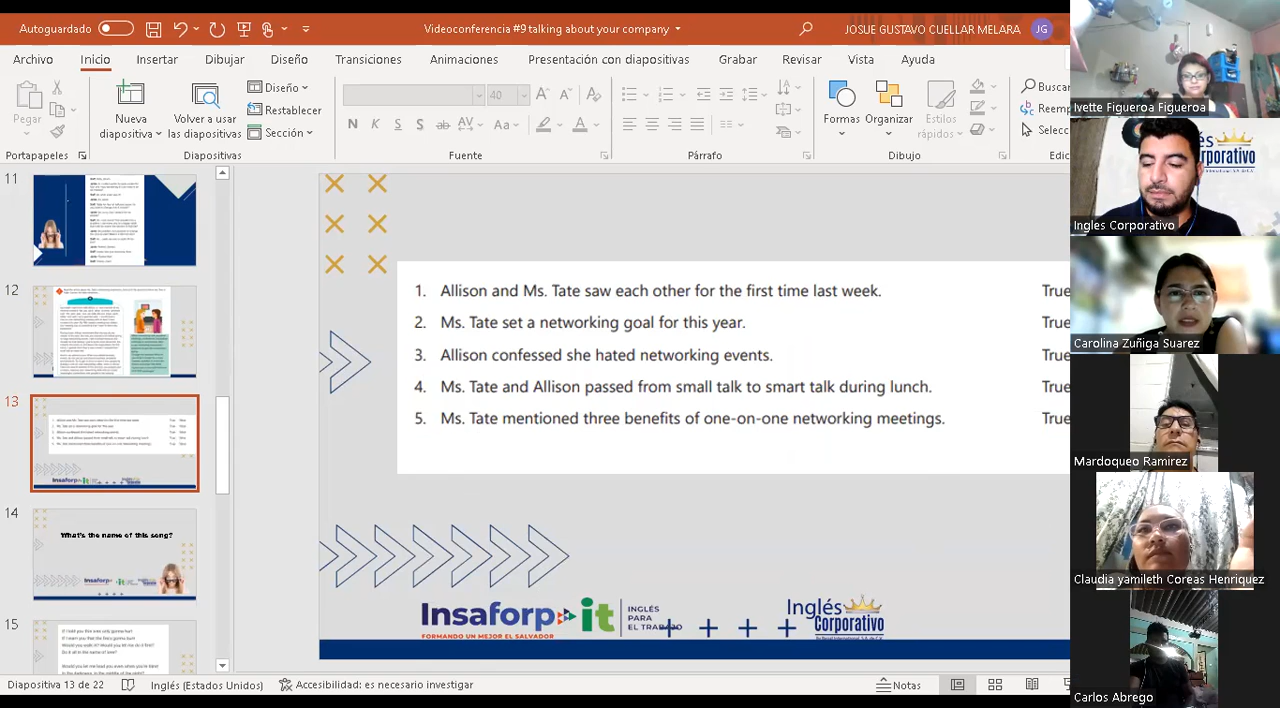 Autoguardado
Videoconferencia #9 talking about your company
JOSUE GUSTAVO CUELLAR MELARA
JG
Archivo
Inicio
Insertar
Dibujar
Diseño
Transiciones
Animaciones
Presentación con diapositivas
Grabar
Revisar
Vista
Ayuda
Pegar
Nueva
diapositiva
Volver a usar
las diapositivas
Diseño
Restablecer
Sección
40
N
K
S
ab
Aa
A
Formas
Organizar
Estilos
rápidos
Buscar
Reem
Selecc
Portapapeles
Diapositivas
Fuente
Párrafo
Dibujo
Edic
11
12
13
14
What's the name of this song?
15
1. Allison and Ms. Tate saw each other for the first time last week. True
2. Ms. Tate set a networking goal for this year. True
3. Allison confessed she hated networking events. True
4. Ms. Tate and Allison passed from small talk to smart talk during lunch. True
5. Ms. Tate mentioned three benefits of one-on-one networking meetings. True
Insaforp
FORMANDO UN MEJOR EL SALVADOR
it
INGLÉS
PARA
EL TRABAJO
Inglés
Corporativo
Diapositiva 13 de 22
Inglés (Estados Unidos)
Accesibilidad: es necesario investigar
Notas
Ivette Figueroa Figueroa
Ingles Corporativo
Carolina Zuñiga Suarez
Mardoqueo Ramirez
Claudia yamileth Coreas Henriquez
Carlos Abrego